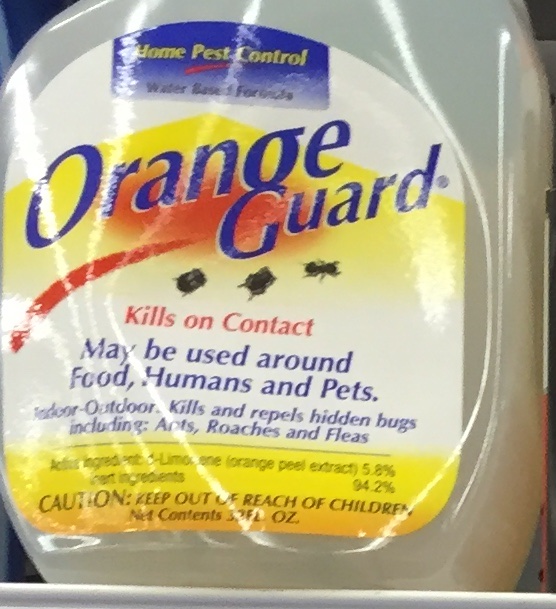 Home Pest Control
Water Based Formula
Orange
Guard®
Kills on Contact
May be used around
Food, Humans and Pets.
Indoor-Outdoor. Kills and repels hidden bugs
including: Ants, Roaches and Fleas
Active ingredient: d-Limonene (orange peel extract) 5.8%
Inert ingredients 94.2%
CAUTION: KEEP OUT OF REACH OF CHILDREN
Net Contents 32FL. OZ.